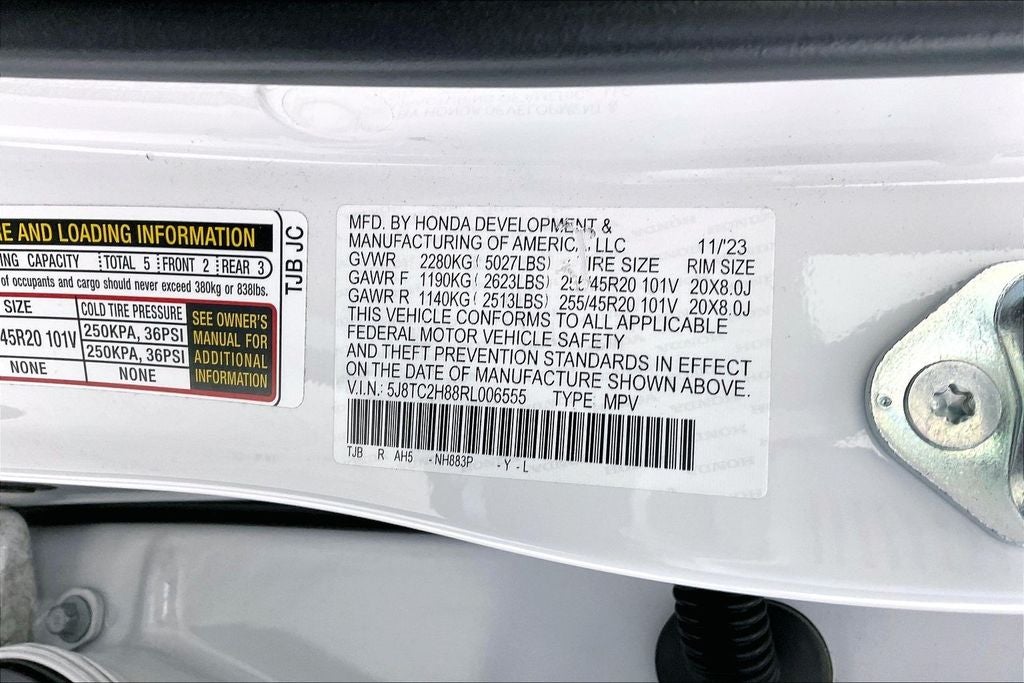 RE AND LOADING INFORMATION
ING CAPACITY TOTAL 5 FRONT 2 REAR 3
of occupants and cargo should never exceed 380kg or 838lbs.
SIZE COLD TIRE PRESSURE
45R20 101V 250KPA, 36PSI
250KPA, 36PSI
NONE NONE
SEE OWNER'S
MANUAL FOR
ADDITIONAL
INFORMATION
TJB JC
MFD. BY HONDA DEVELOPMENT &
MANUFACTURING OF AMERICA, LLC 11/'23
GVWR 2280KG ( 5027LBS) TIRE SIZE RIM SIZE
GAWR F 1190KG ( 2623LBS) 255/45R20 101V 20X8.0J
GAWR R 1140KG ( 2513LBS) 255/45R20 101V 20X8.0J
THIS VEHICLE CONFORMS TO ALL APPLICABLE
FEDERAL MOTOR VEHICLE SAFETY
AND THEFT PREVENTION STANDARDS IN EFFECT
ON THE DATE OF MANUFACTURE SHOWN ABOVE.
V.I.N.: 5J8TC2H88RL006555 TYPE: MPV
TJB R AH5 -NH883P -Y-L